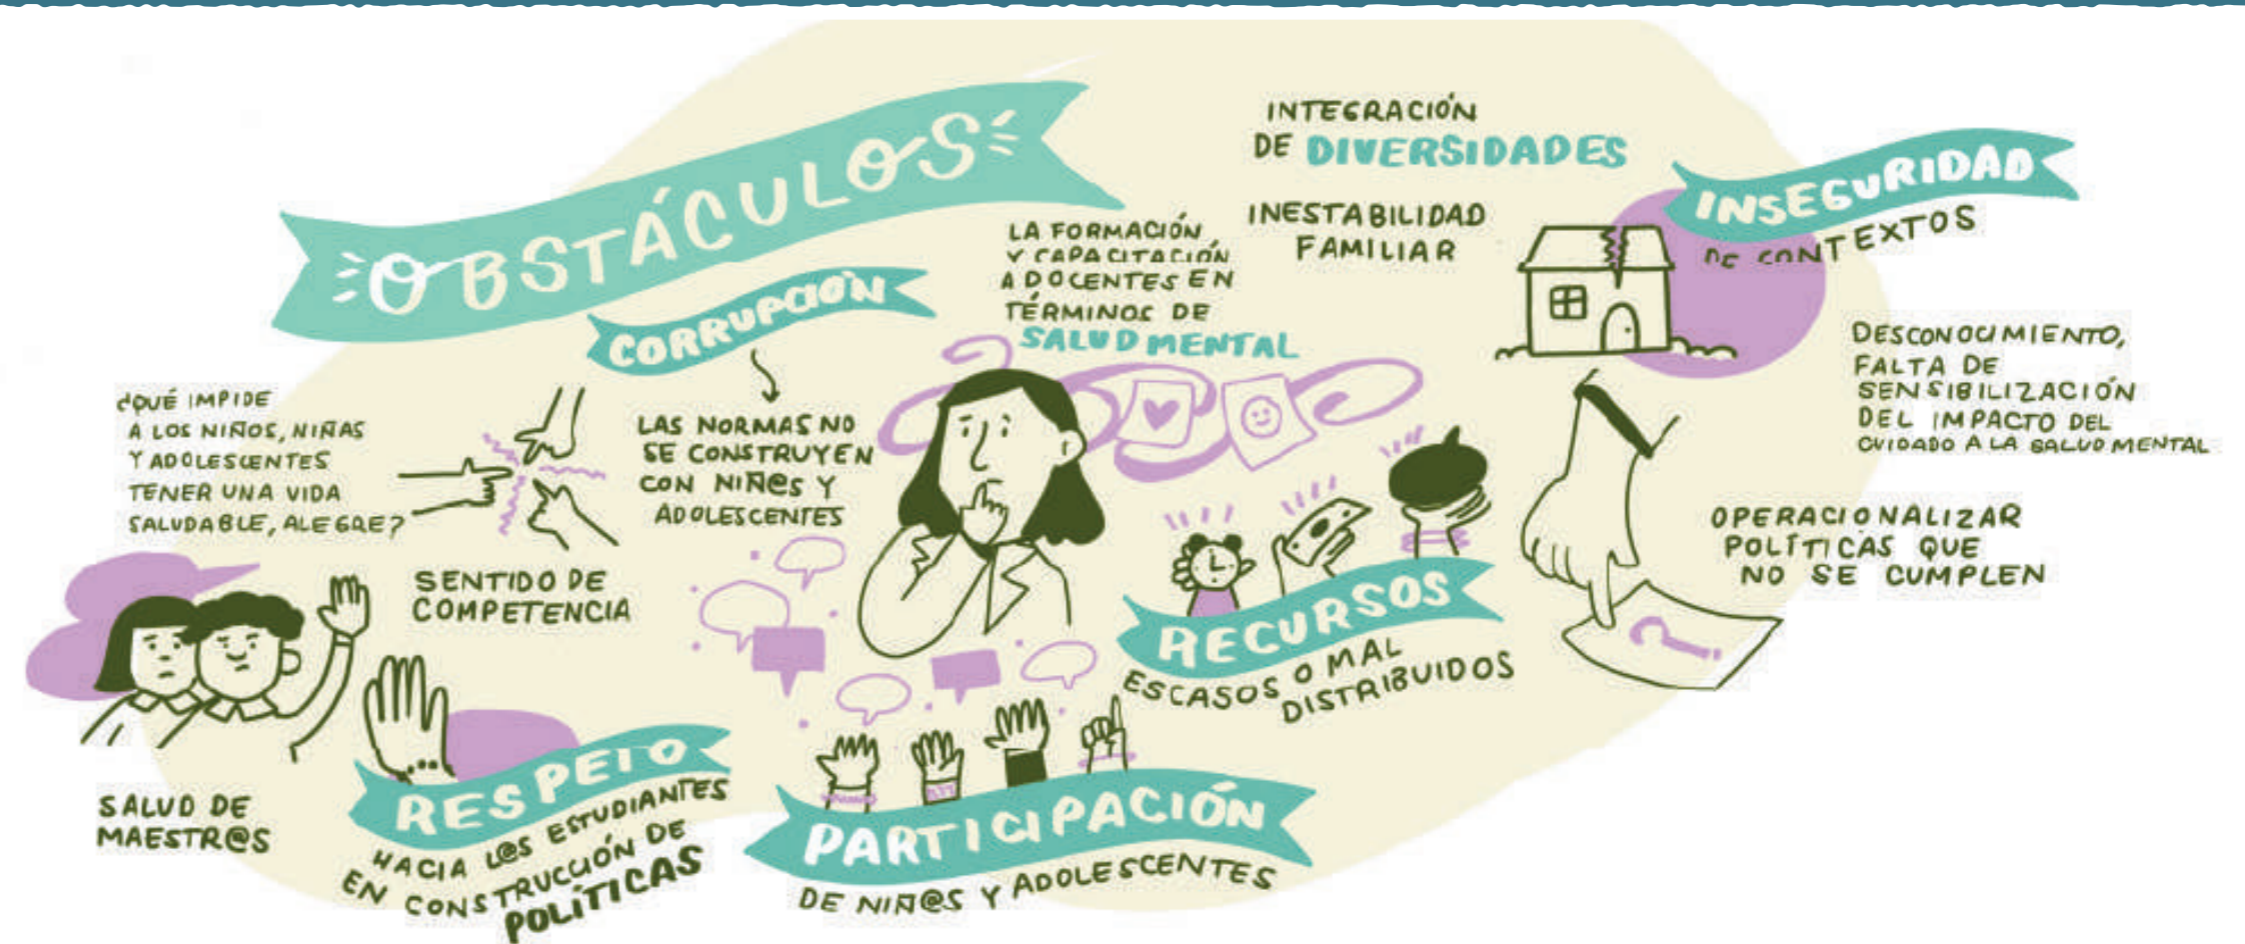 OBSTÁCULOS
¿QUÉ IMPIDE
A LOS NIÑOS, NIÑAS
Y ADOLESCENTES
TENER UNA VIDA
SALUDABLE, ALEGRE?
SENTIDO DE
COMPETENCIA
CORRUPCIÓN
LAS NORMAS NO
SE CONSTRUYEN
CON NIÑ@S Y
ADOLESCENTES
LA FORMACIÓN
Y CAPACITACIÓN
A DOCENTES EN
TÉRMINOS DE
SALUD MENTAL
INTEGRACIÓN
DE DIVERSIDADES
INESTABILIDAD
FAMILIAR
INSEGURIDAD
DE CONTEXTOS
DESCONOCIMIENTO,
FALTA DE
SENSIBILIZACIÓN
DEL IMPACTO DEL
CUIDADO A LA SALUD MENTAL
OPERACIONALIZAR
POLÍTICAS QUE
NO SE CUMPLEN
RECURSOS
ESCASOS O MAL
DISTRIBUIDOS
SALUD DE
MAESTR@S
RESPETO
HACIA L@S ESTUDIANTES
EN CONSTRUCCIÓN DE
POLÍTICAS
PARTICIPACIÓN
DE NIÑ@S Y ADOLESCENTES